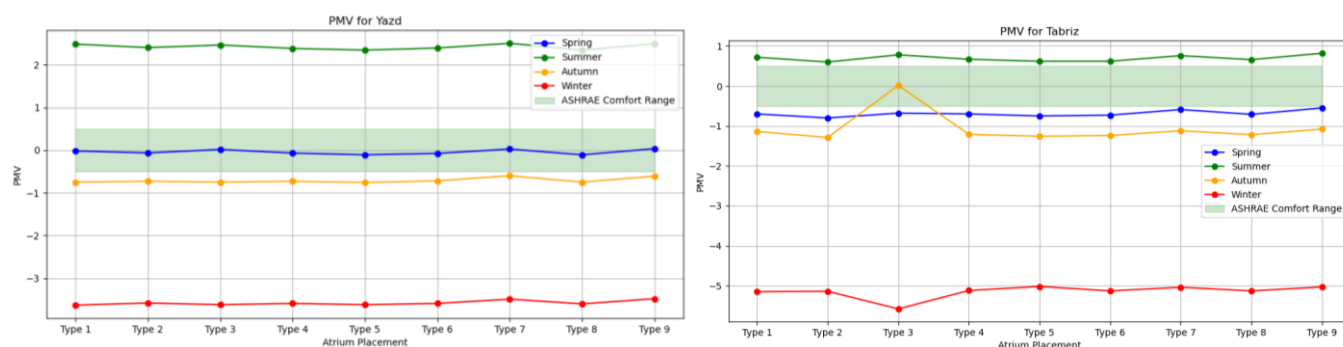 PMV for Yazd
PMV
2
1
0
−1
−2
−3
Spring
Summer
Autumn
Winter
ASHRAE Comfort Range
Type 1 Type 2 Type 3 Type 4 Type 5 Type 6 Type 7 Type 8 Type 9
Atrium Placement
PMV for Tabriz
PMV
1
0
−1
−2
−3
−4
−5
Spring
Summer
Autumn
Winter
ASHRAE Comfort Range
Type 1 Type 2 Type 3 Type 4 Type 5 Type 6 Type 7 Type 8 Type 9
Atrium Placement